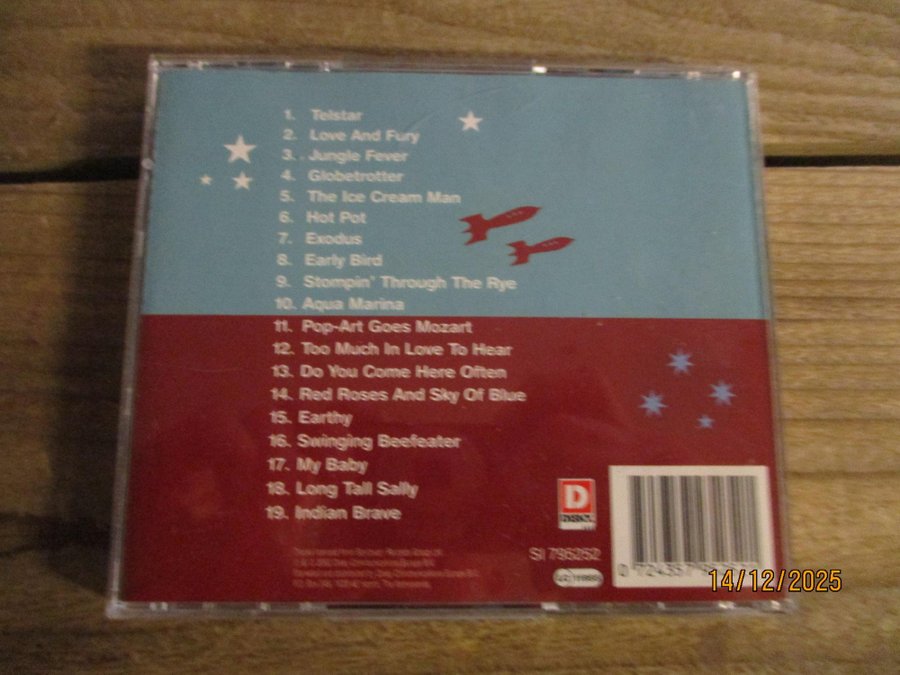 1. Telstar
2. Love And Fury
3. Jungle Fever
4. Globetrotter
5. The Ice Cream Man
6. Hot Pot
7. Exodus
8. Early Bird
9. Stompin' Through The Rye
10. Aqua Marina
11. Pop-Art Goes Mozart
12. Too Much In Love To Hear
13. Do You Come Here Often
14. Red Roses And Sky Of Blue
15. Earthy
16. Swinging Beefeater
17. My Baby
18. Long Tall Sally
19. Indian Brave
D
DISKY
SI 795252
14/12/2025